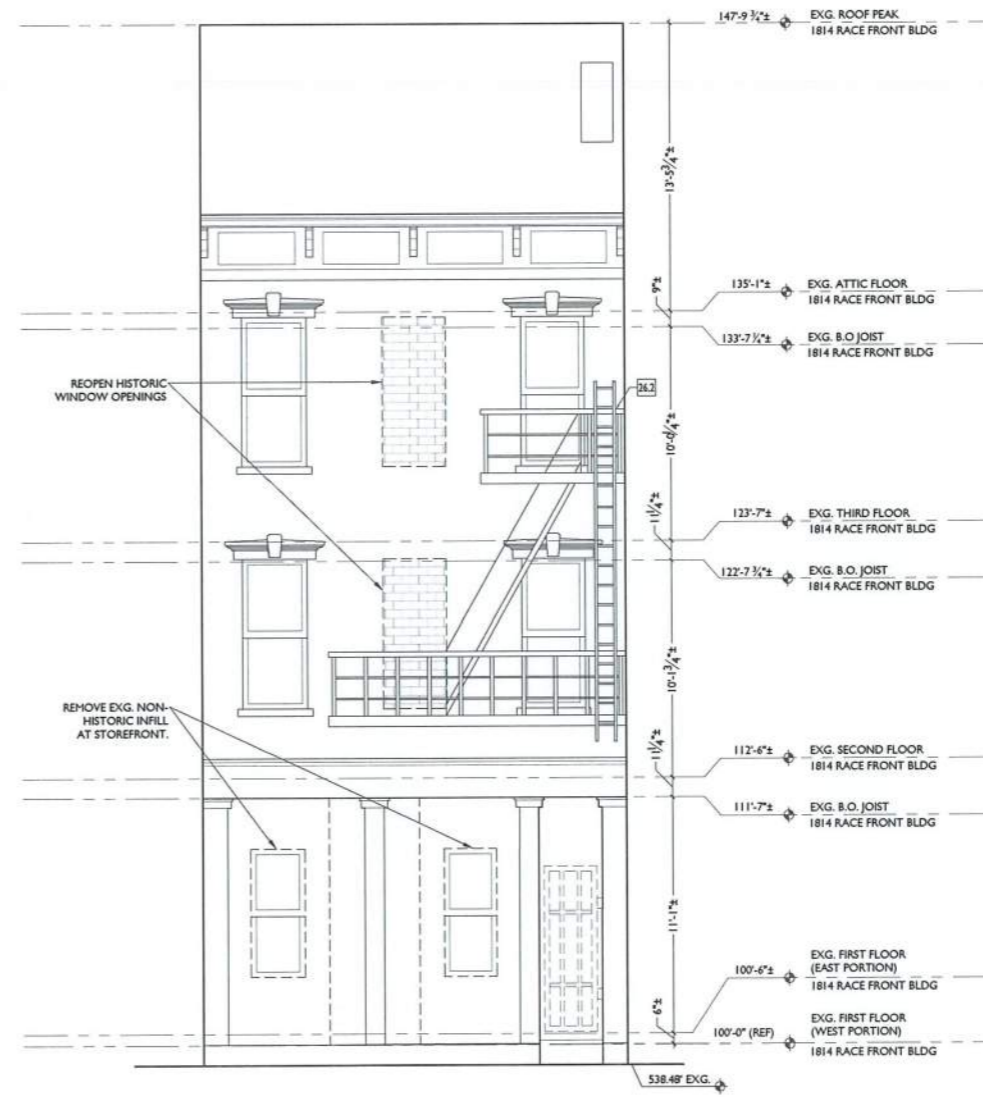 147'-9 ¾"±
EXG. ROOF PEAK
1814 RACE FRONT BLDG
13'-5¾"±
135'-1"±
EXG. ATTIC FLOOR
1814 RACE FRONT BLDG
9"±
133'-7 ¼"±
EXG. B.O JOIST
1814 RACE FRONT BLDG
REOPEN HISTORIC
WINDOW OPENINGS
26.2
123'-7"±
EXG. THIRD FLOOR
1814 RACE FRONT BLDG
11¼"±
122'-7 ¾"±
EXG. B.O. JOIST
1814 RACE FRONT BLDG
10'-1¾"±
REMOVE EXG. NON-
HISTORIC INFILL
AT STOREFRONT.
112'-6"±
EXG. SECOND FLOOR
1814 RACE FRONT BLDG
11¼"±
111'-7"±
EXG. B.O. JOIST
1814 RACE FRONT BLDG
11'-1"±
EXG. FIRST FLOOR
(EAST PORTION)
100'-6"±
1814 RACE FRONT BLDG
6"±
EXG. FIRST FLOOR
(WEST PORTION)
100'-0" (REF)
1814 RACE FRONT BLDG
538.48' EXG.